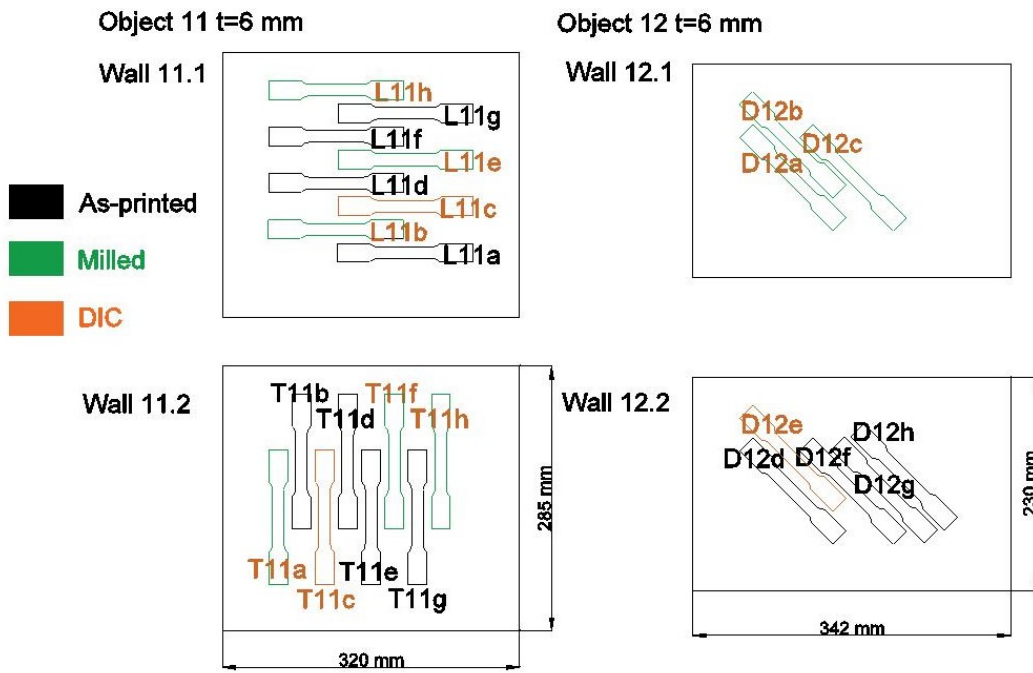 Object 11 t=6 mm
Object 12 t=6 mm
Wall 11.1
Wall 12.1
L11h
L11g
L11f
L11e
L11d
L11c
L11b
L11a
D12b
D12c
D12a
As-printed
Milled
DIC
Wall 11.2
Wall 12.2
T11b
T11f
T11d
T11h
T11a
T11e
T11c
T11g
D12e
D12h
D12d
D12f
D12g
285 mm
239 mm
320 mm
342 mm